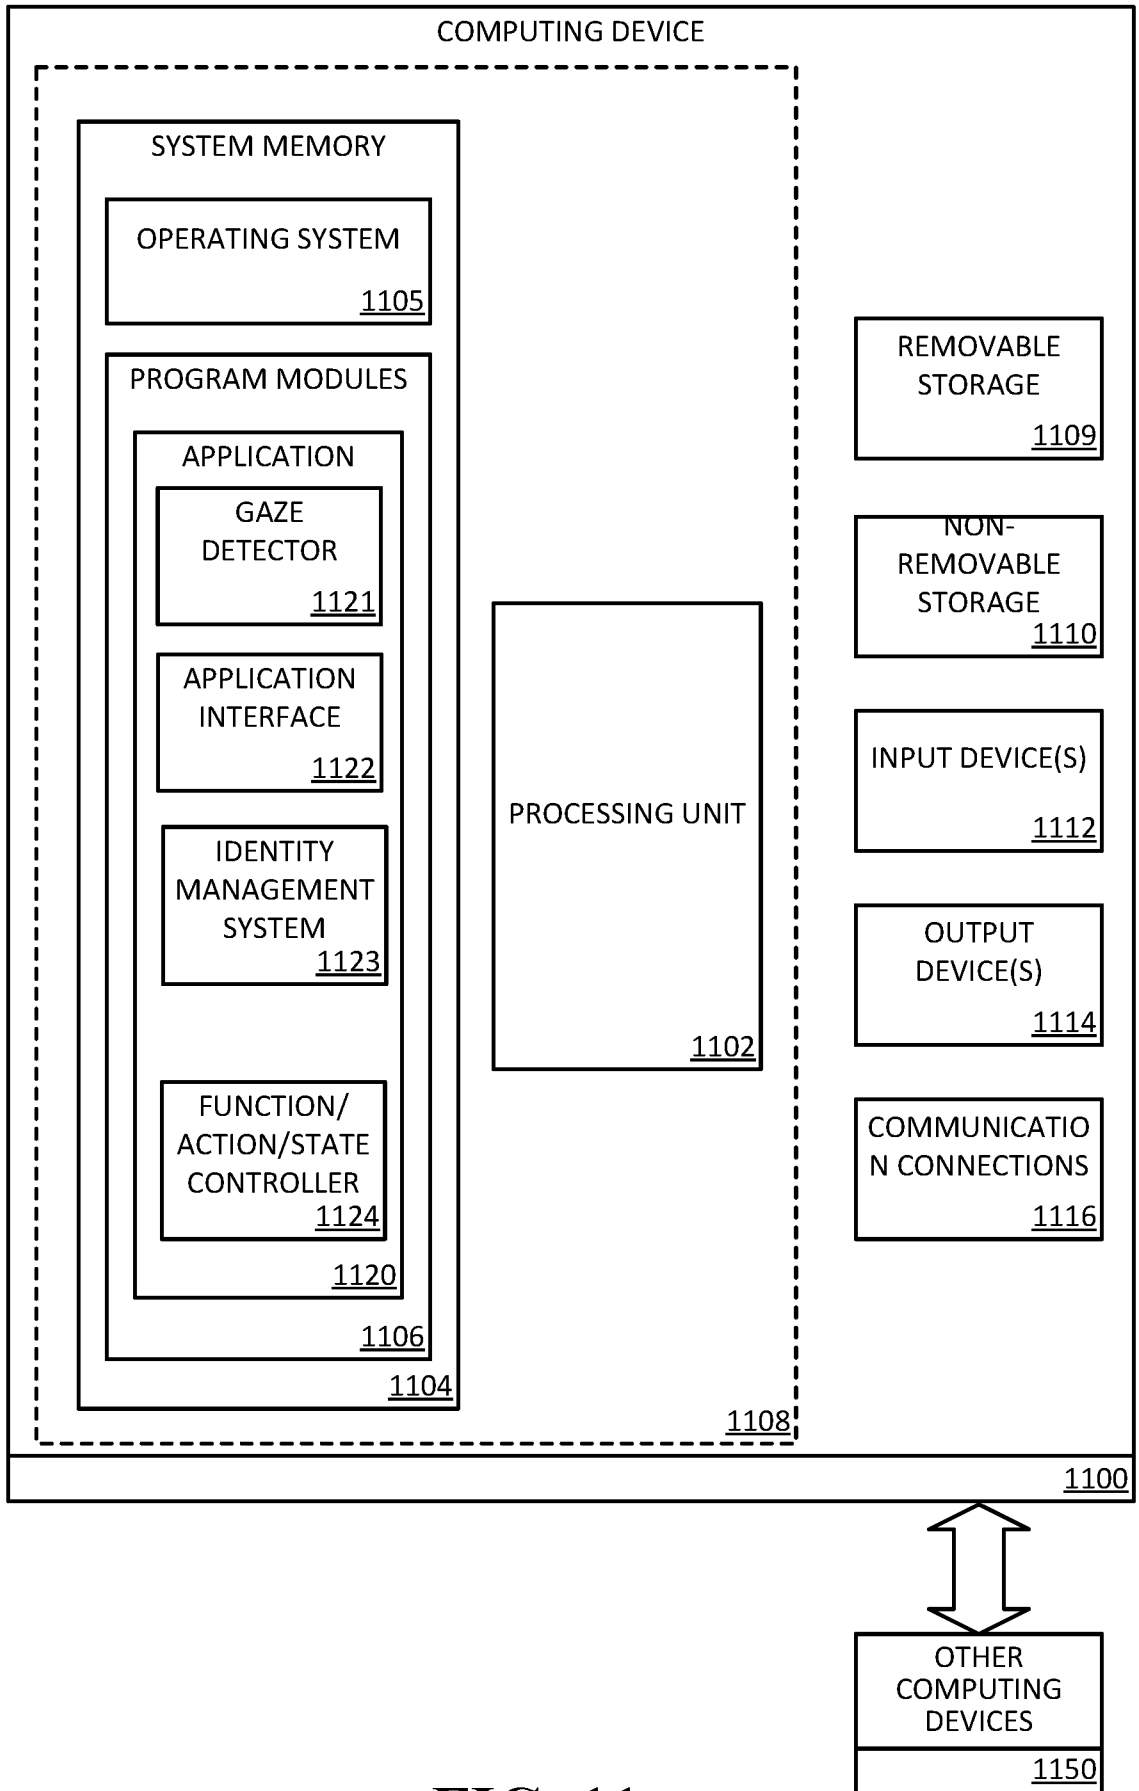 COMPUTING DEVICE
SYSTEM MEMORY
OPERATING SYSTEM
1105
PROGRAM MODULES
APPLICATION
GAZE
DETECTOR
1121
APPLICATION
INTERFACE
1122
IDENTITY
MANAGEMENT
SYSTEM
1123
FUNCTION/
ACTION/STATE
CONTROLLER
1124
1120
1106
1104
PROCESSING UNIT
1102
1108
REMOVABLE
STORAGE
1109
NON-
REMOVABLE
STORAGE
1110
INPUT DEVICE(S)
1112
OUTPUT
DEVICE(S)
1114
COMMUNICATIO
N CONNECTIONS
1116
1100
OTHER
COMPUTING
DEVICES
1150